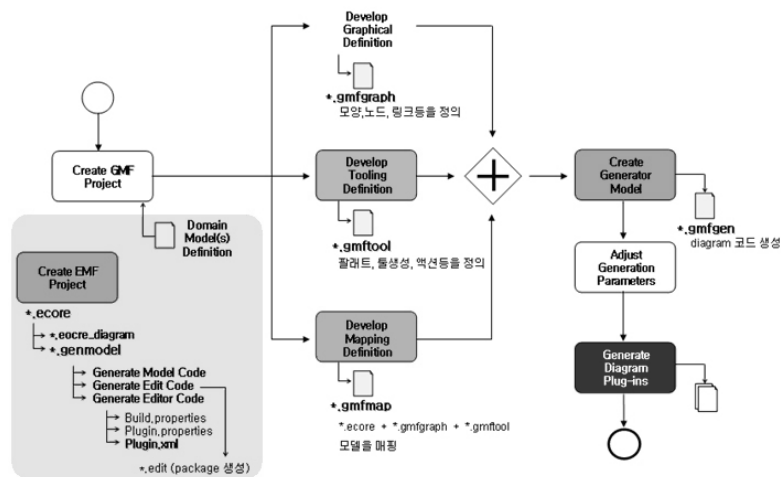 Develop
Graphical
Definition
*.gmfgraph
모양,노드, 링크등을 정의
Create GMF
Project
Develop
Tooling
Definition
*.gmftool
팔래트, 툴생성, 액션등을 정의
Create
Generator
Model
*.gmfgen
diagram 코드 생성
Domain
Model(s)
Definition
Create EMF
Project
*.ecore
*.eocre_diagram
*.genmodel
Generate Model Code
Generate Edit Code
Generate Editor Code
Build.properties
Plugin.properties
Plugin.xml
*.edit (package 생성)
Develop
Mapping
Definition
*.gmfmap
*.ecore + *.gmfgraph + *.gmftool
모델을 매핑
Adjust
Generation
Parameters
Generate
Diagram
Plug-ins